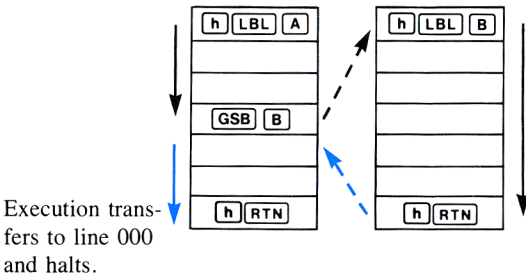 h LBL A
h LBL B
GSB B
h RTN
h RTN
Execution trans-
fers to line 000
and halts.